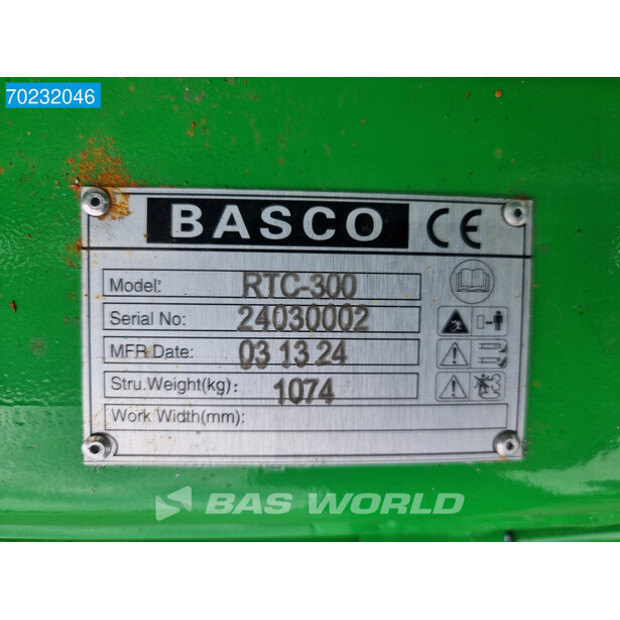 70232046
BASCO CE
Model: RTC-300
Serial No: 24030002
MFR Date: 03 13 24
Stru.Weight(kg): 1074
Work Width(mm):
BAS WORLD